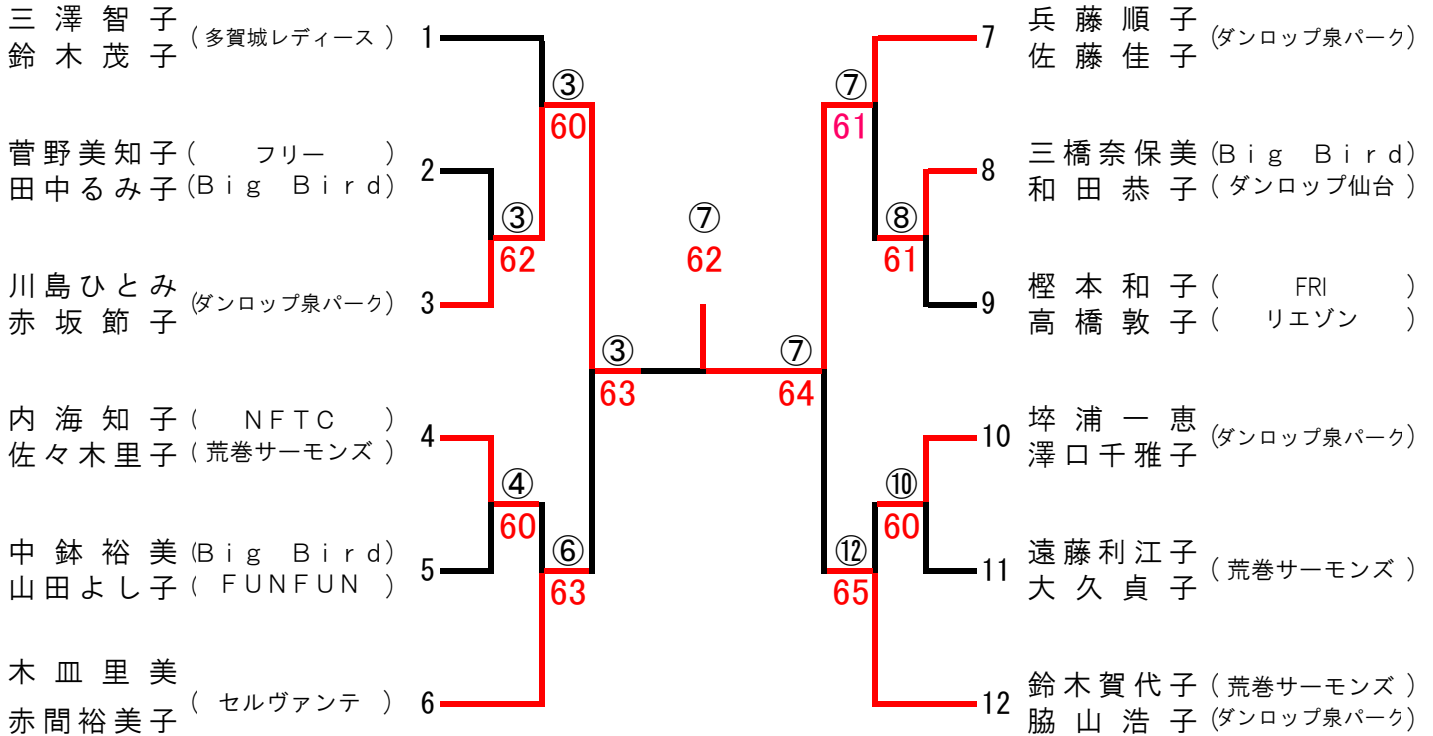 三澤智子
鈴木茂子
(多賀城レディース)
1
菅野美知子(フリー)
田中るみ子(Big Bird)
2
川島ひとみ
赤坂節子
(ダンロップ泉パーク)
3
内海知子(NFTC)
佐々木里子(荒巻サーモンズ)
4
中鉢裕美(Big Bird)
山田よし子(FUNFUN)
5
木皿里美
赤間裕美子
(セルヴァンテ)
6
③
60
③
62
④
60
⑥
63
③
63
⑦
62
⑦
64
⑦
61
⑧
61
⑩
60
⑫
65
7
兵藤順子
佐藤佳子
(ダンロップ泉パーク)
8
三橋奈保美(Big Bird)
和田恭子(ダンロップ仙台)
9
樫本和子(FRI)
高橋敦子(リエゾン)
10
埣浦一恵
澤口千雅子
(ダンロップ泉パーク)
11
遠藤利江子
大久貞子
(荒巻サーモンズ)
12
鈴木賀代子(荒巻サーモンズ)
脇山浩子(ダンロップ泉パーク)